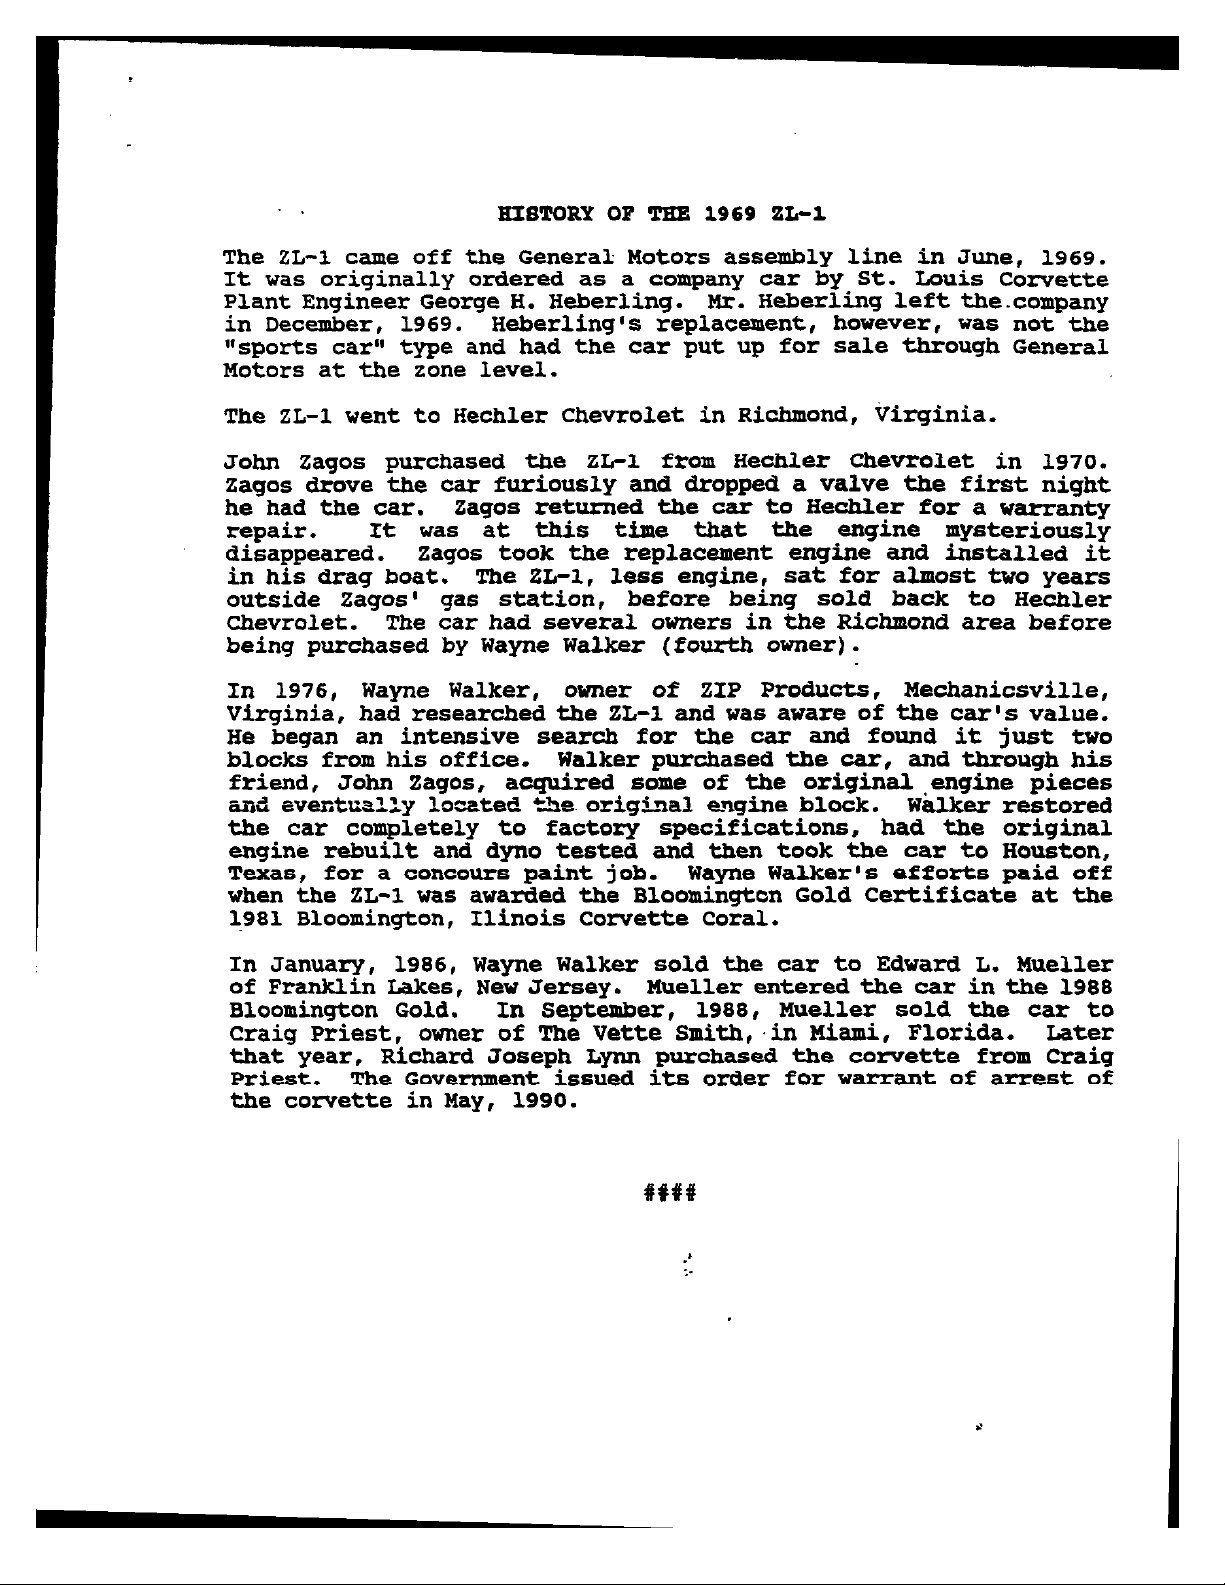 HISTORY OF THE 1969 ZL-1
The ZL-1 came off the General Motors assembly line in June, 1969.
It was originally ordered as a company car by St. Louis Corvette
Plant Engineer George H. Heberling. Mr. Heberling left the company
in December, 1969. Heberling's replacement, however, was not the
"sports car" type and had the car put up for sale through General
Motors at the zone level.
The ZL-1 went to Hechler Chevrolet in Richmond, Virginia.
John Zagos purchased the ZL-1 from Hechler Chevrolet in 1970.
Zagos drove the car furiously and dropped a valve the first night
he had the car. Zagos returned the car to Hechler for a warranty
repair. It was at this time that the engine mysteriously
disappeared. Zagos took the replacement engine and installed it
in his drag boat. The ZL-1, less engine, sat for almost two years
outside Zagos' gas station, before being sold back to Hechler
Chevrolet. The car had several owners in the Richmond area before
being purchased by Wayne Walker (fourth owner).
In 1976, Wayne Walker, owner of ZIP Products, Mechanicsville,
Virginia, had researched the ZL-1 and was aware of the car's value.
He began an intensive search for the car and found it just two
blocks from his office. Walker purchased the car, and through his
friend, John Zagos, acquired some of the original engine pieces
and eventually located the original engine block. Walker restored
the car completely to factory specifications, had the original
engine rebuilt and dyno tested and then took the car to Houston,
Texas, for a concours paint job. Wayne Walker's efforts paid off
when the ZL-1 was awarded the Bloomington Gold Certificate at the
1981 Bloomington, Ilinois Corvette Coral.
In January, 1986, Wayne Walker sold the car to Edward L. Mueller
of Franklin Lakes, New Jersey. Mueller entered the car in the 1988
Bloomington Gold. In September, 1988, Mueller sold the car to
Craig Priest, owner of The Vette Smith, in Miami, Florida. Later
that year, Richard Joseph Lynn purchased the corvette from Craig
Priest. The Government issued its order for warrant of arrest of
the corvette in May, 1990.
####